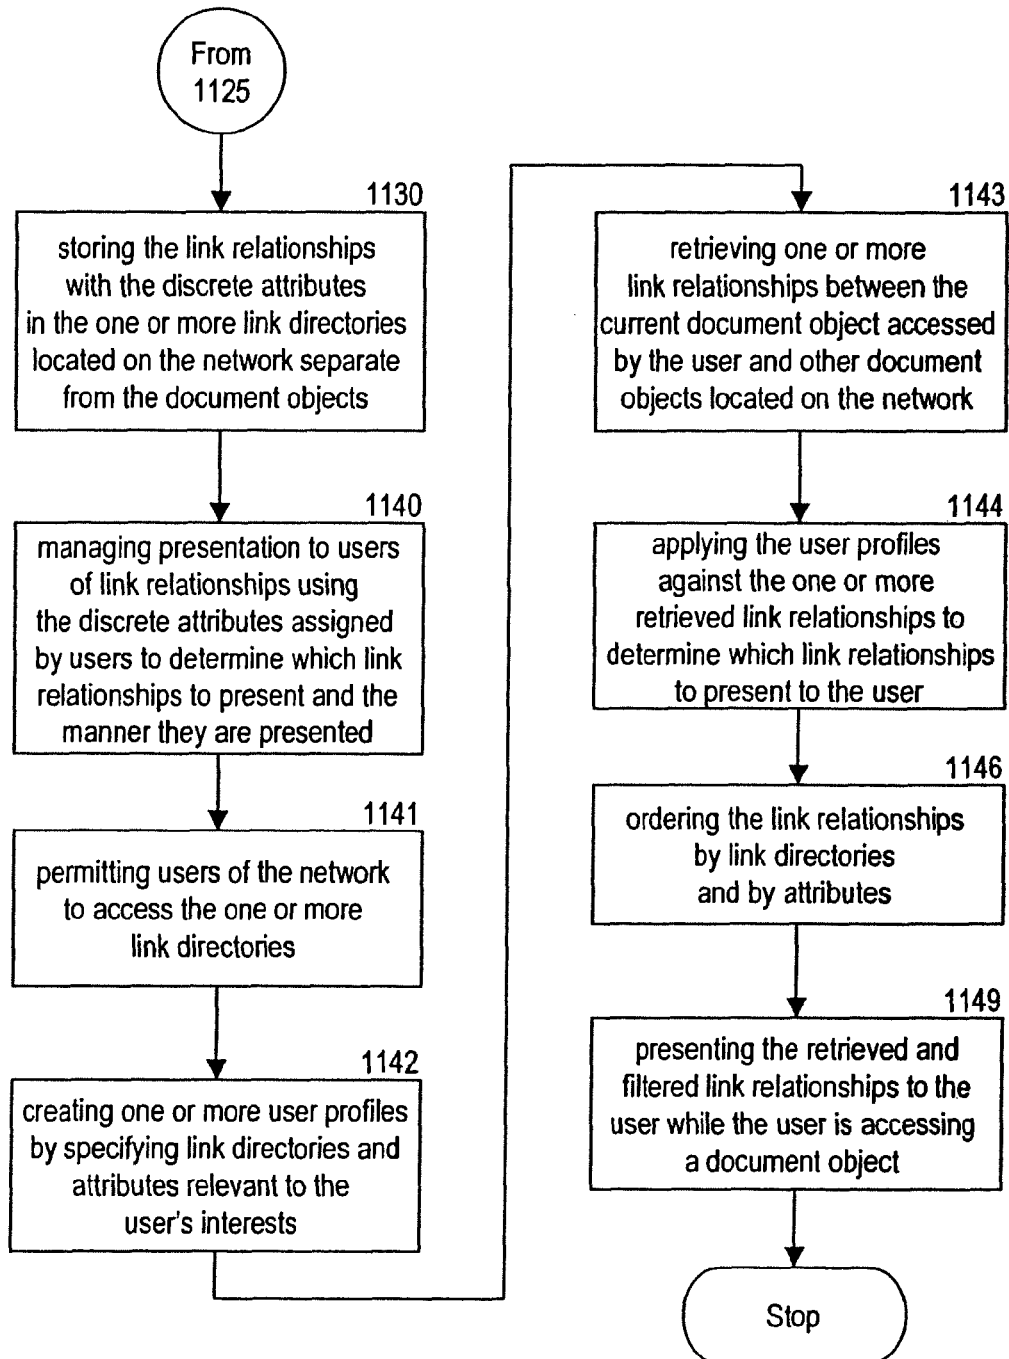 From
1125
1130
storing the link relationships
with the discrete attributes
in the one or more link directories
located on the network separate
from the document objects
1140
managing presentation to users
of link relationships using
the discrete attributes assigned
by users to determine which link
relationships to present and the
manner they are presented
1141
permitting users of the network
to access the one or more
link directories
1142
creating one or more user profiles
by specifying link directories and
attributes relevant to the
user's interests
1143
retrieving one or more
link relationships between the
current document object accessed
by the user and other document
objects located on the network
1144
applying the user profiles
against the one or more
retrieved link relationships to
determine which link relationships
to present to the user
1146
ordering the link relationships
by link directories
and by attributes
1149
presenting the retrieved and
filtered link relationships to the
user while the user is accessing
a document object
Stop